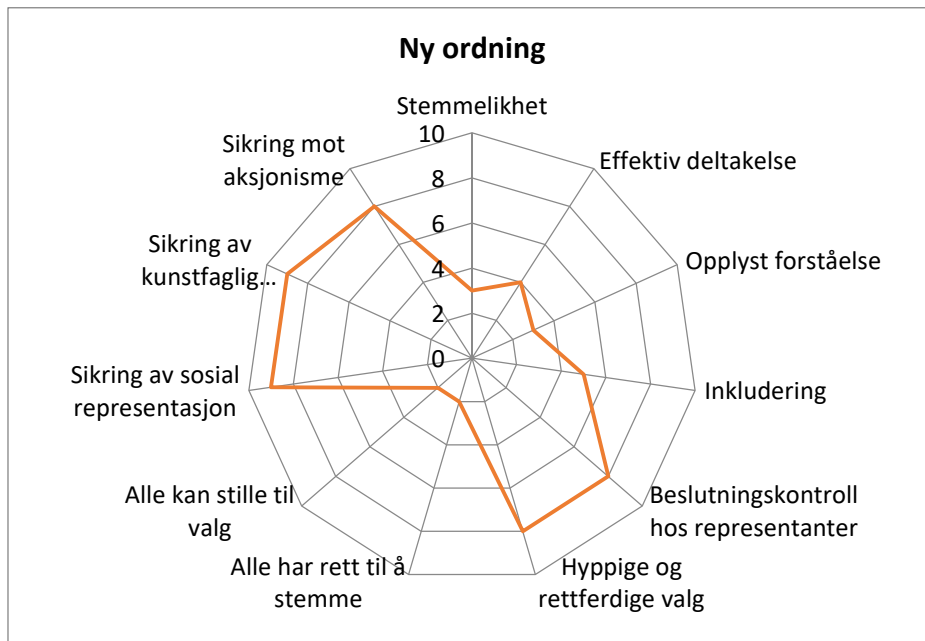 Ny ordning
Stemmelikhet
Effektiv deltakelse
Opplyst forståelse
Inkludering
Beslutningskontroll
hos representanter
Hyppige og
rettferdige valg
Alle har rett til å
stemme
Alle kan stille til
valg
Sikring av sosial
representasjon
Sikring av
kunstfaglig...
Sikring mot
aksjonisme
10
8
6
4
2
0